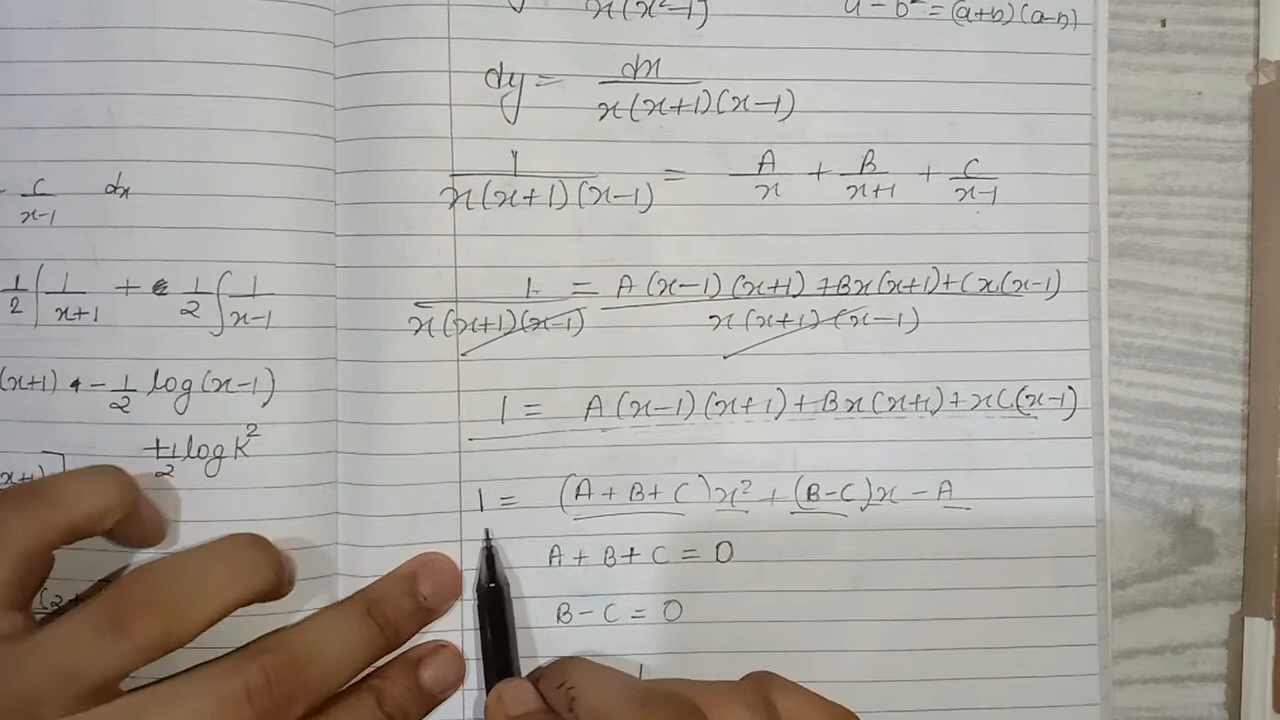 x(x²-1)
a² - b² = (a+b)(a-b)
dy = dx / x(x+1)(x-1)
1 / x(x+1)(x-1) = A/x + B/x+1 + C/x-1
1 / x(x+1)(x-1) = A(x-1)(x+1)+Bx(x+1)+Cx(x-1) / x(x+1)(x-1)
1 = A(x-1)(x+1)+Bx(x+1)+xC(x-1)
1 = (A+B+C)x² + (B-C)x - A
A + B + C = 0
B - C = 0
C/x-1 dx
1/2 ∫ 1/x+1 + 1/2 ∫ 1/x-1
(x+1) - 1/2 log(x-1)
+1/2 log K²